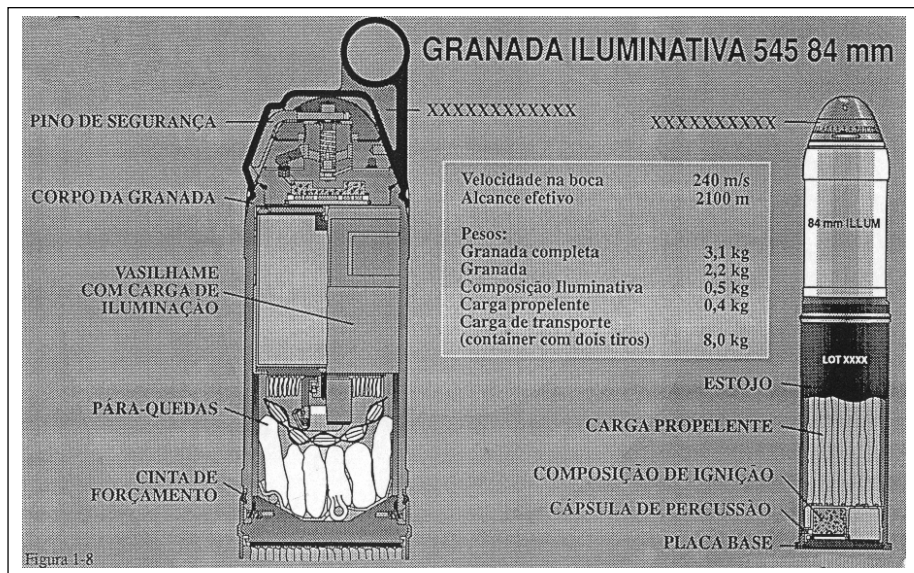 GRANADA ILUMINATIVA 545 84 mm
PINO DE SEGURANÇA
XXXXXXXXXXXX
XXXXXXXXXX
CORPO DA GRANADA
VASILHAME
COM CARGA DE
ILUMINAÇÃO
PÁRA-QUEDAS
CINTA DE
FORÇAMENTO
Velocidade na boca 240 m/s
Alcance efetivo 2100 m
Pesos:
Granada completa 3,1 kg
Granada 2,2 kg
Composição Iluminativa 0,5 kg
Carga propelente 0,4 kg
Carga de transporte
(container com dois tiros) 8,0 kg
84 mm ILLUM
LOT XXXX
ESTOJO
CARGA PROPELENTE
COMPOSIÇÃO DE IGNIÇÃO
CÁPSULA DE PERCUSSÃO
PLACA BASE
Figura 1-8